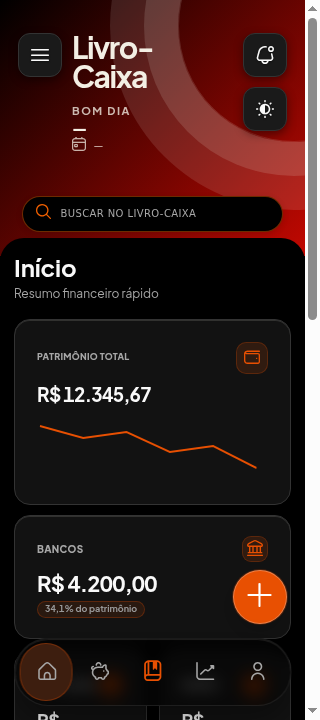 Livro-
Caixa
BOM DIA
—
—
BUSCAR NO LIVRO-CAIXA
Início
Resumo financeiro rápido
PATRIMÔNIO TOTAL
R$ 12.345,67
BANCOS
R$ 4.200,00
34,1% do patrimônio
R$
R$